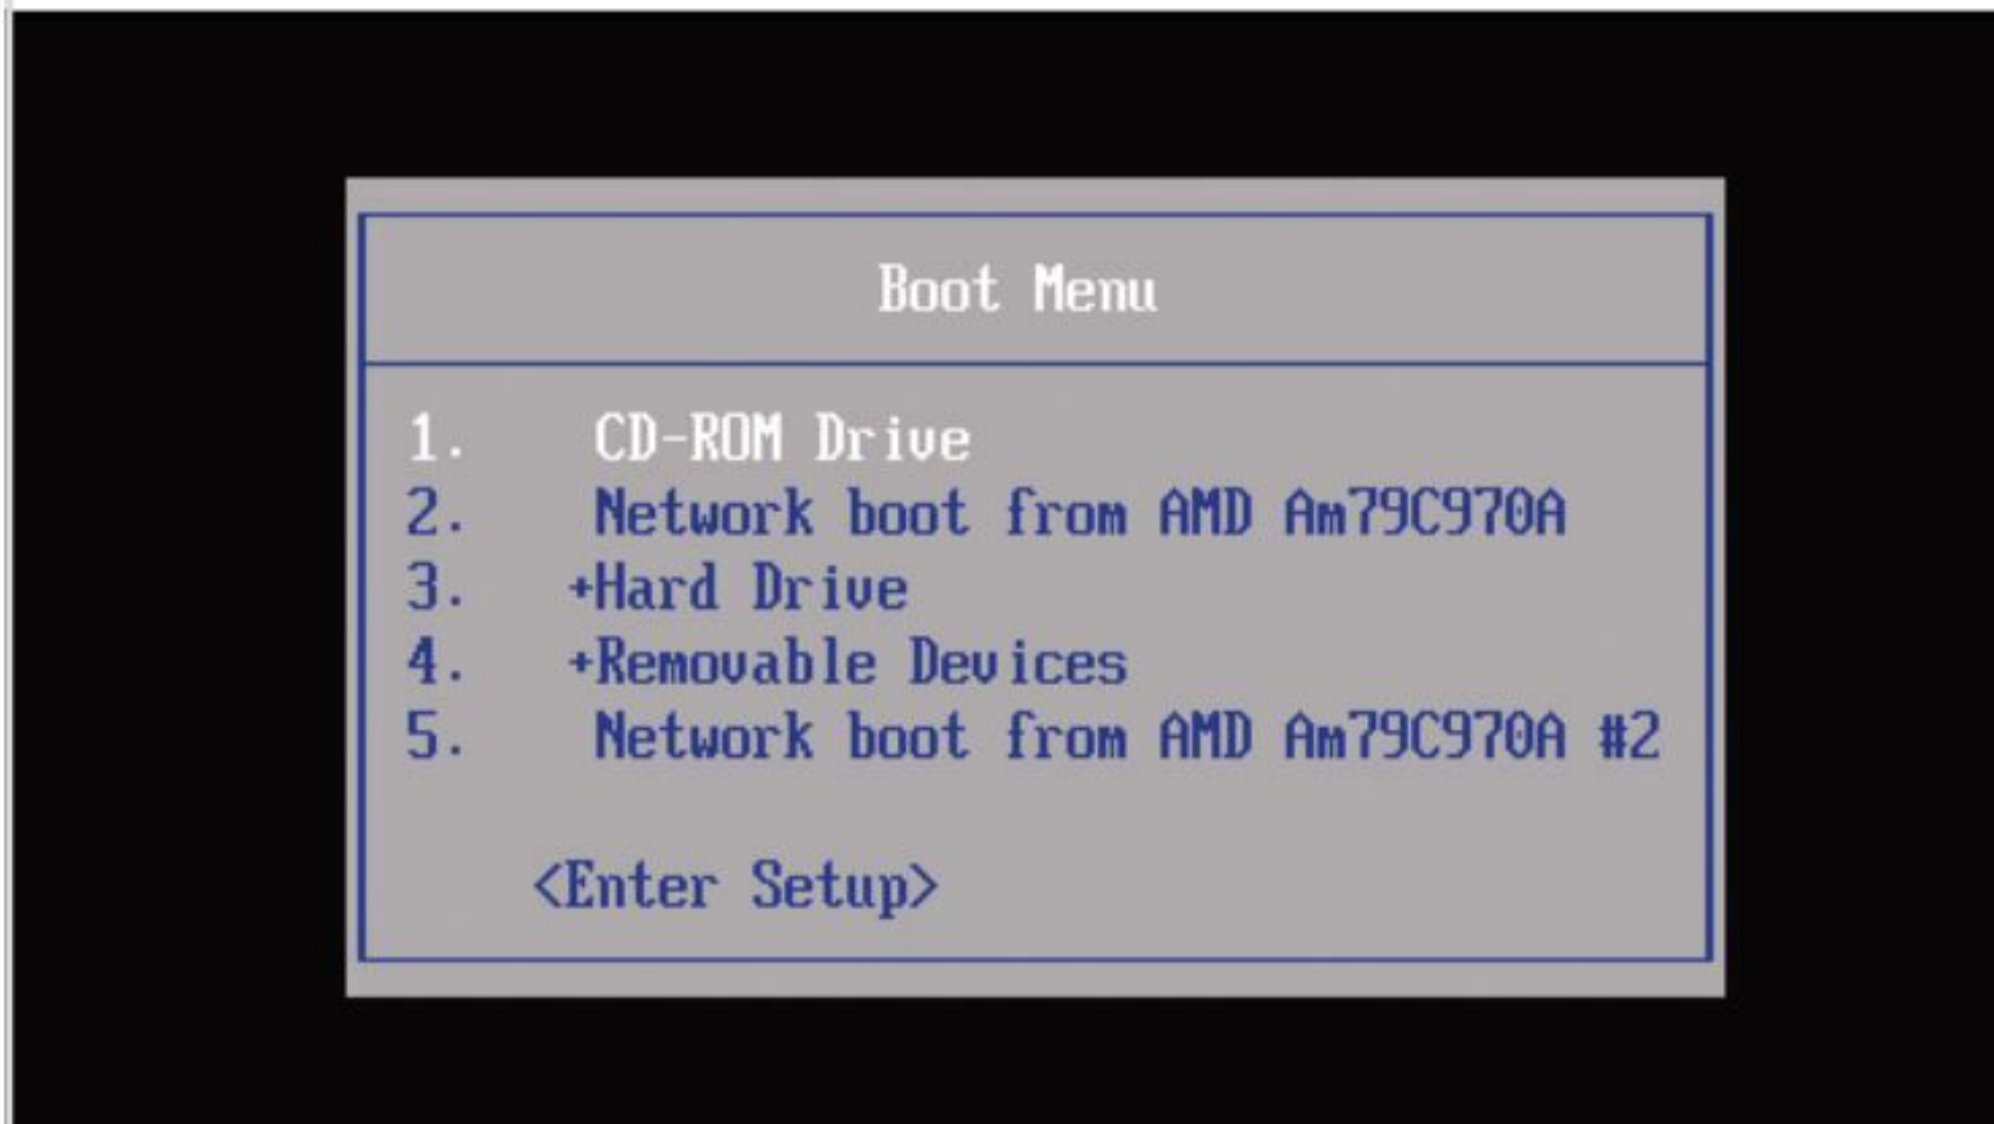 Boot Menu
1. CD-ROM Drive
2. Network boot from AMD Am79C970A
3. +Hard Drive
4. +Removable Devices
5. Network boot from AMD Am79C970A #2
<Enter Setup>